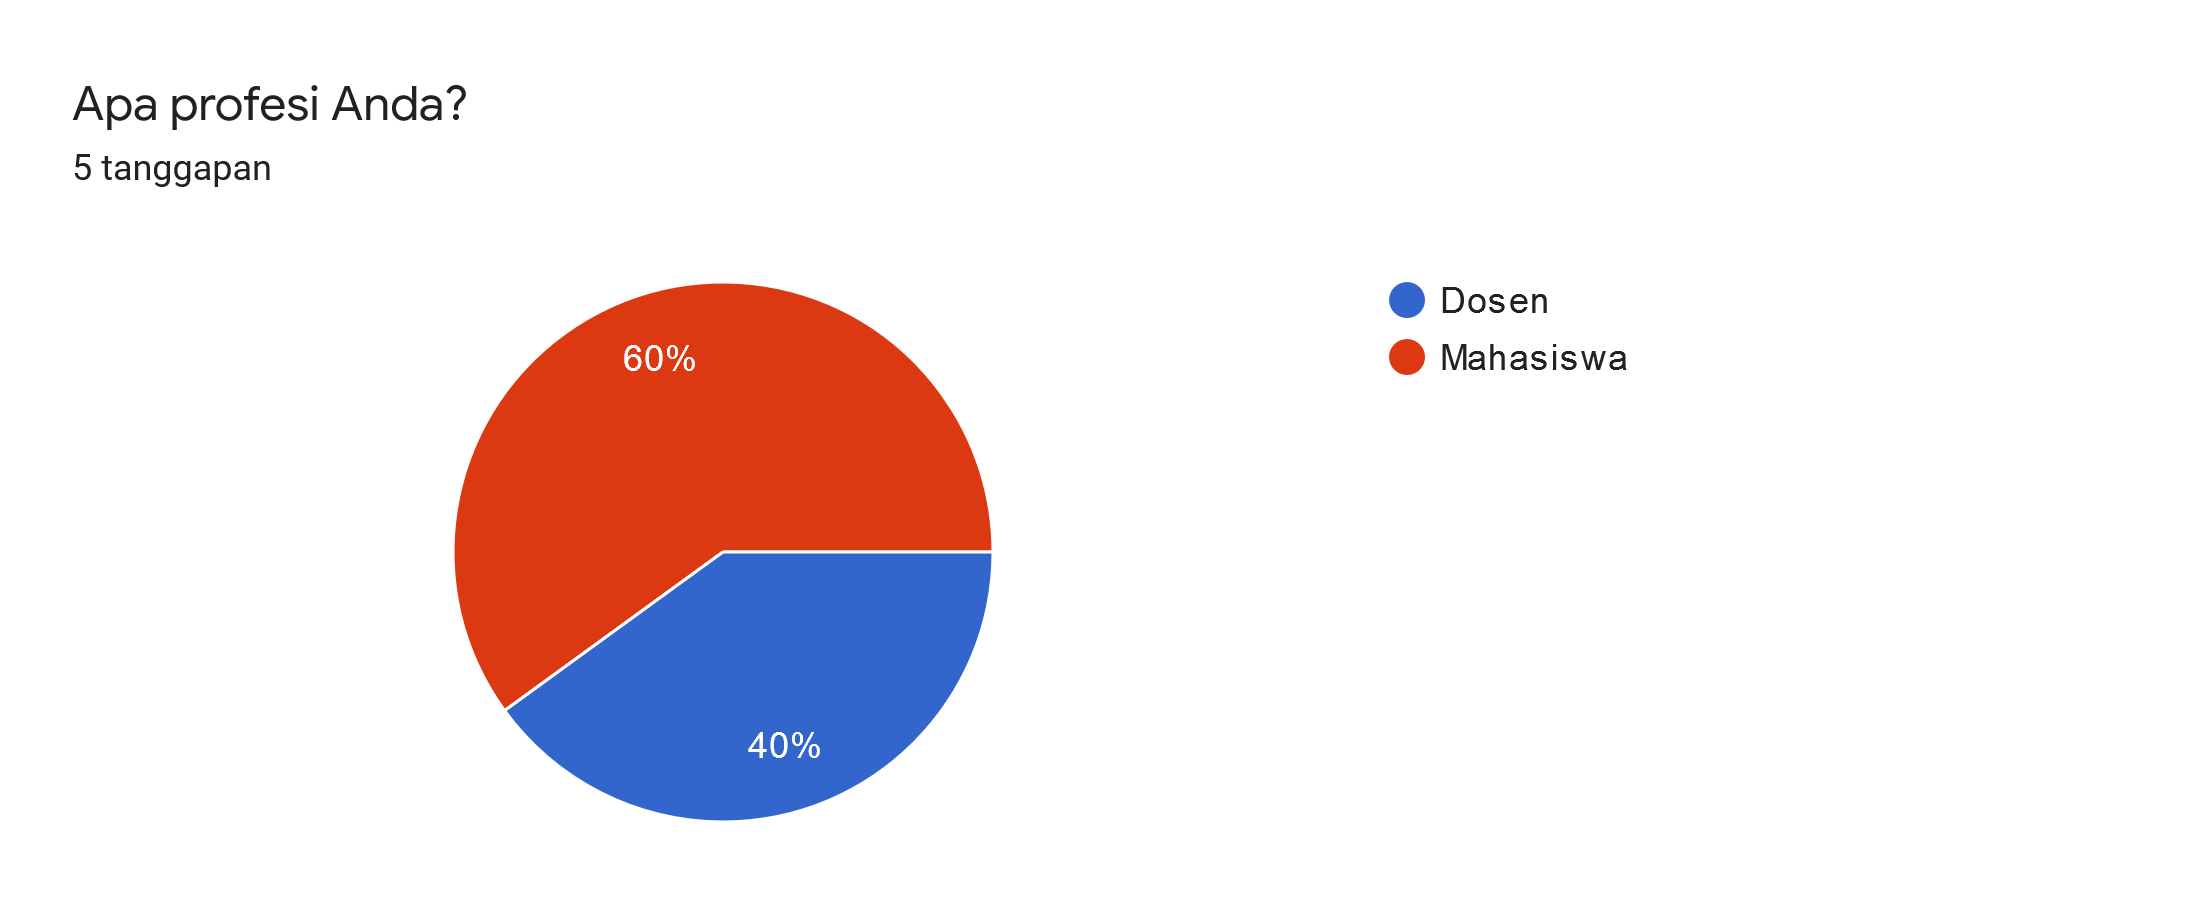 Apa profesi Anda?
5 tanggapan
Dosen
Mahasiswa
60%
40%